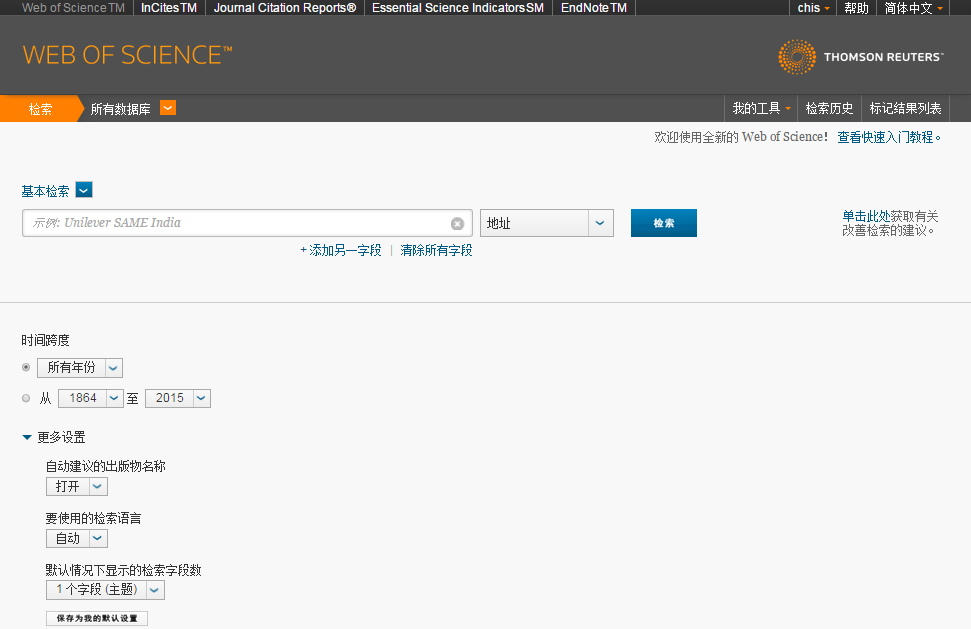 Web of ScienceTM InCitesTM Journal Citation Reports® Essential Science IndicatorsSM EndNoteTM chis 帮助 简体中文
WEB OF SCIENCE™
THOMSON REUTERS™
检索 所有数据库 我的工具 检索历史 标记结果列表
欢迎使用全新的 Web of Science! 查看快速入门教程。
基本检索
示例: Unilever SAME India 地址 检索
单击此处获取有关
改善检索的建议。
+ 添加另一字段 | 清除所有字段
时间跨度
所有年份
从 1864 至 2015
更多设置
自动建议的出版物名称
打开
要使用的检索语言
自动
默认情况下显示的检索字段数
1 个字段 (主题)
保存为我的默认设置